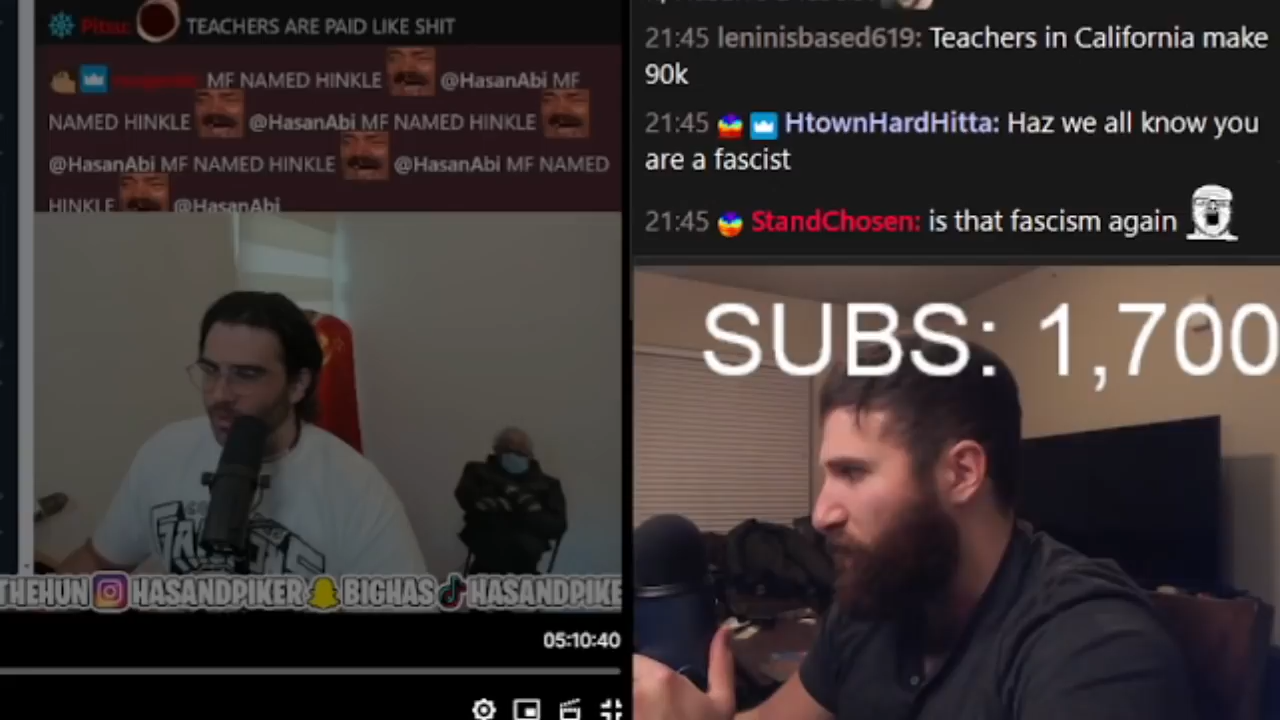 TEACHERS ARE PAID LIKE SHIT
MF NAMED HINKLE @HasanAbi MF
NAMED HINKLE @HasanAbi MF NAMED HINKLE
@HasanAbi MF NAMED HINKLE @HasanAbi MF NAMED
HINKLE @HasanAbi
THEHUN HASANDPIKER BIGHAS HASANDPIKE
05:10:40
21:45 leninisbased619: Teachers in California make
90k
21:45 HtownHardHitta: Haz we all know you
are a fascist
21:45 StandChosen: is that fascism again
SUBS: 1,700